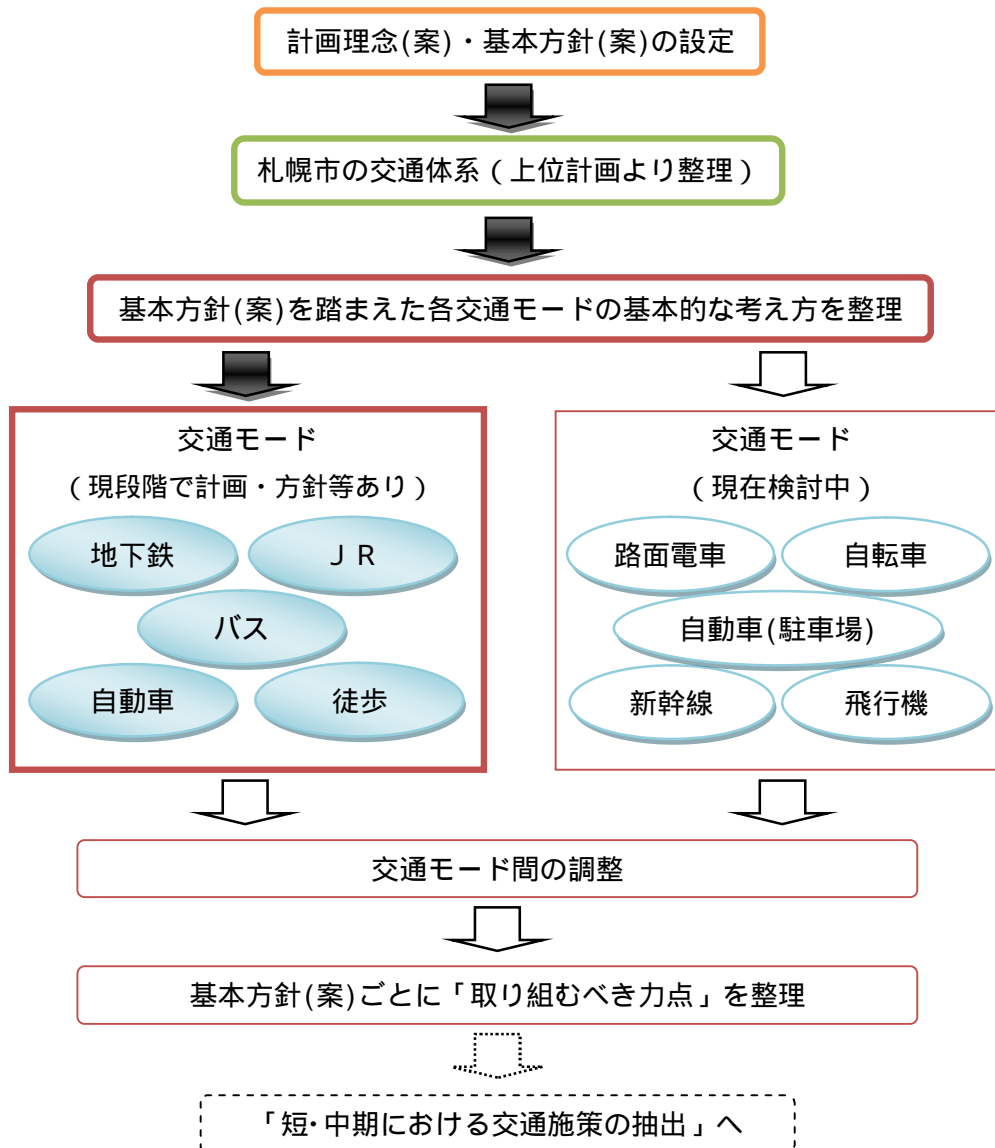 計画理念(案)・基本方針(案)の設定
札幌市の交通体系（上位計画より整理）
基本方針(案)を踏まえた各交通モードの基本的な考え方を整理
交通モード
（現段階で計画・方針等あり）
地下鉄
ＪＲ
バス
自動車
徒歩
交通モード
（現在検討中）
路面電車
自転車
自動車(駐車場)
新幹線
飛行機
交通モード間の調整
基本方針(案)ごとに「取り組むべき力点」を整理
「短・中期における交通施策の抽出」へ